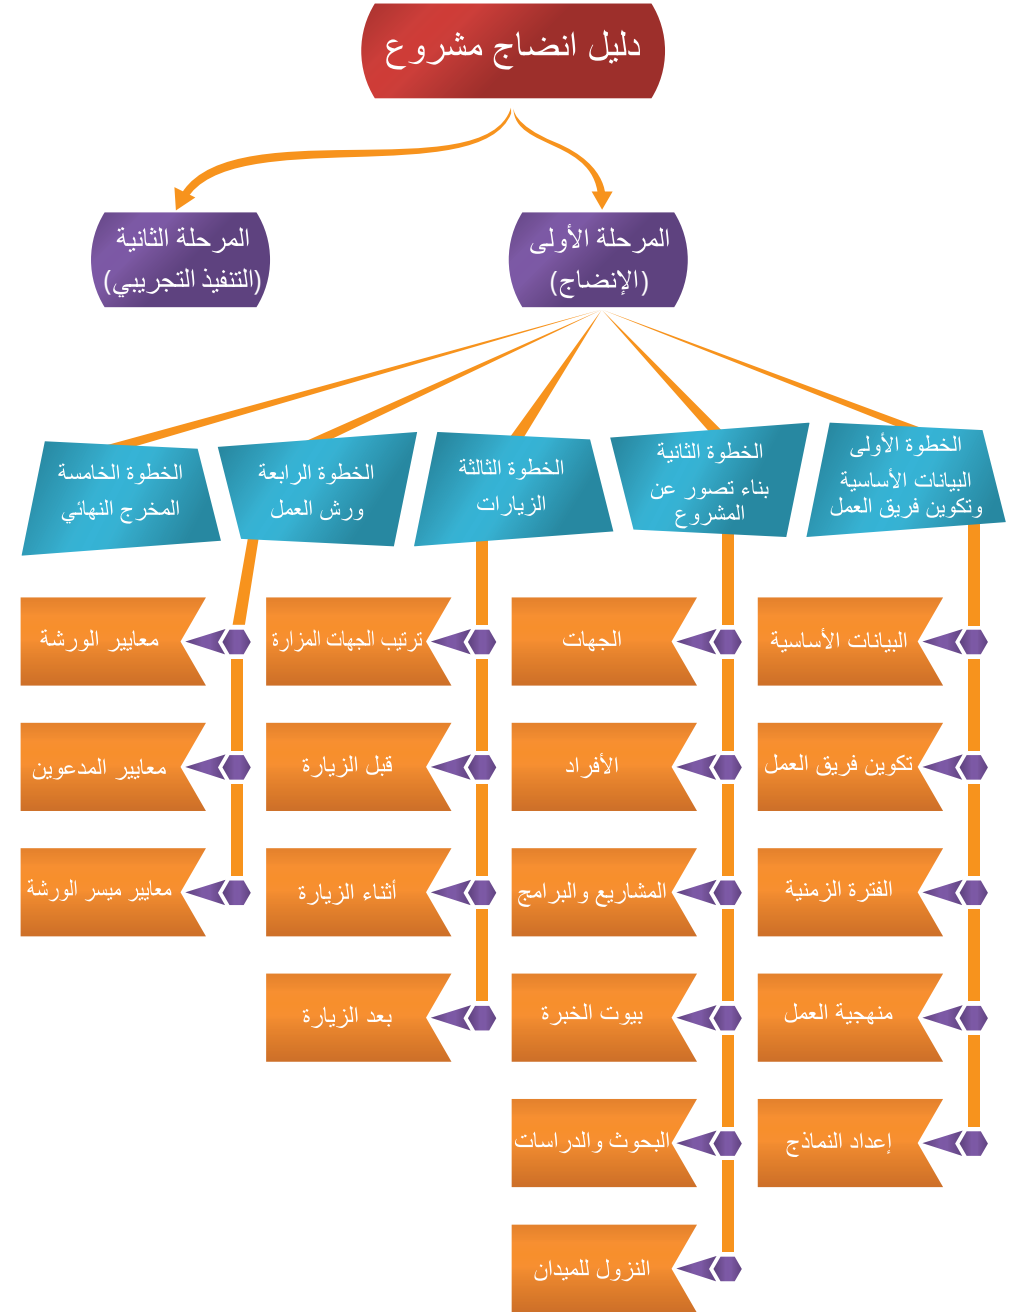 دليل انضاج مشروع
المرحلة الأولى
(الإنضاج)
المرحلة الثانية
(التنفيذ التجريبي)
الخطوة الأولى
البيانات الأساسية
وتكوين فريق العمل
الخطوة الثانية
بناء تصور عن
المشروع
الخطوة الثالثة
الزيارات
الخطوة الرابعة
ورش العمل
الخطوة الخامسة
المخرج النهائي
البيانات الأساسية
تكوين فريق العمل
الفترة الزمنية
منهجية العمل
إعداد النماذج
الجهات
الأفراد
المشاريع والبرامج
بيوت الخبرة
البحوث والدراسات
النزول للميدان
ترتيب الجهات المزارة
قبل الزيارة
أثناء الزيارة
بعد الزيارة
معايير الورشة
معايير المدعوين
معايير ميسر الورشة